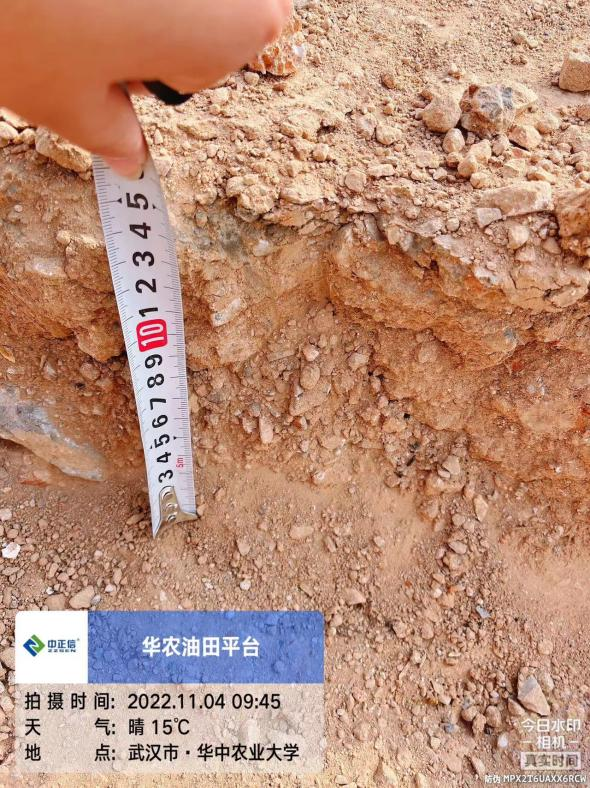 5
4
3
2
1
10
9
8
7
6
5
4
3
5m
中正信
ZZSEN
华农油田平台
拍摄时间: 2022.11.04 09:45
天 气: 晴 15℃
地 点: 武汉市·华中农业大学
今日水印
相机
真实时间
防伪 MPX2T6UAXX6RCW